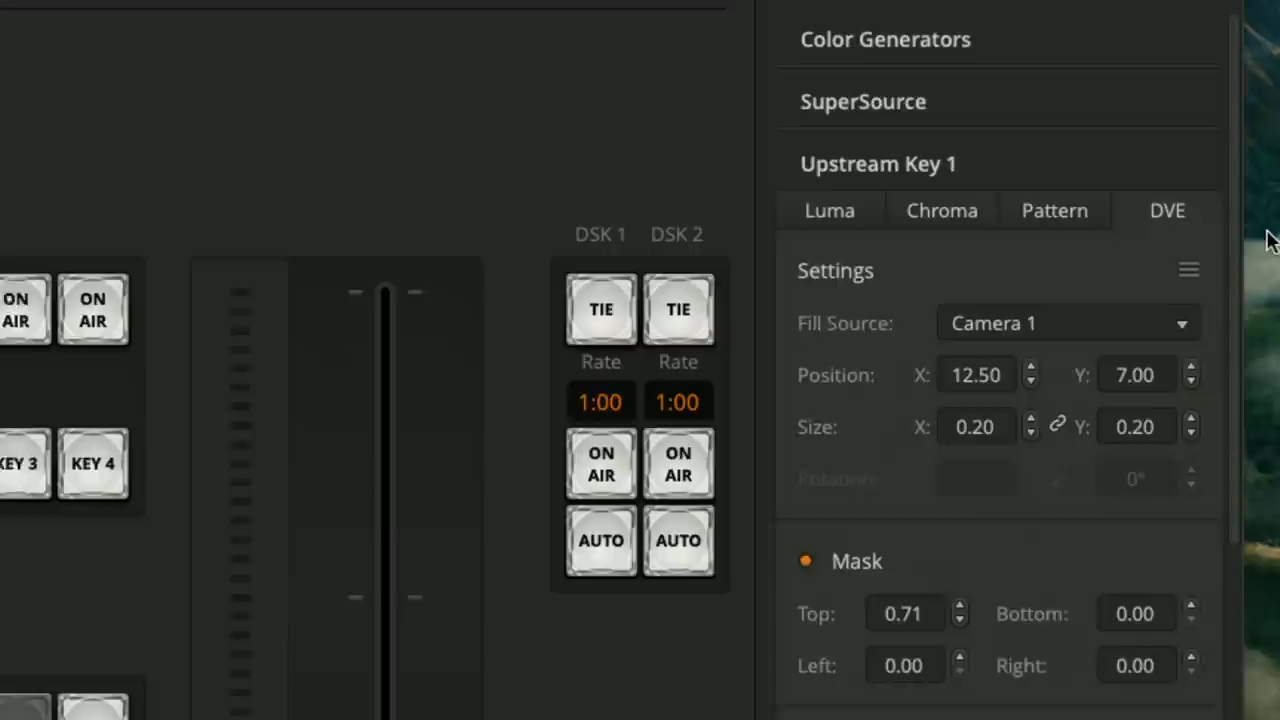 Color Generators
SuperSource
Upstream Key 1
Luma Chroma Pattern DVE
DSK 1 DSK 2
Settings
ON AIR ON AIR
TIE TIE
Fill Source: Camera 1
Rate Rate
Position: X: 12.50 Y: 7.00
1:00 1:00
Size: X: 0.20 Y: 0.20
KEY 3 KEY 4
ON AIR ON AIR
0°
AUTO AUTO
Mask
Top: 0.71 Bottom: 0.00
Left: 0.00 Right: 0.00